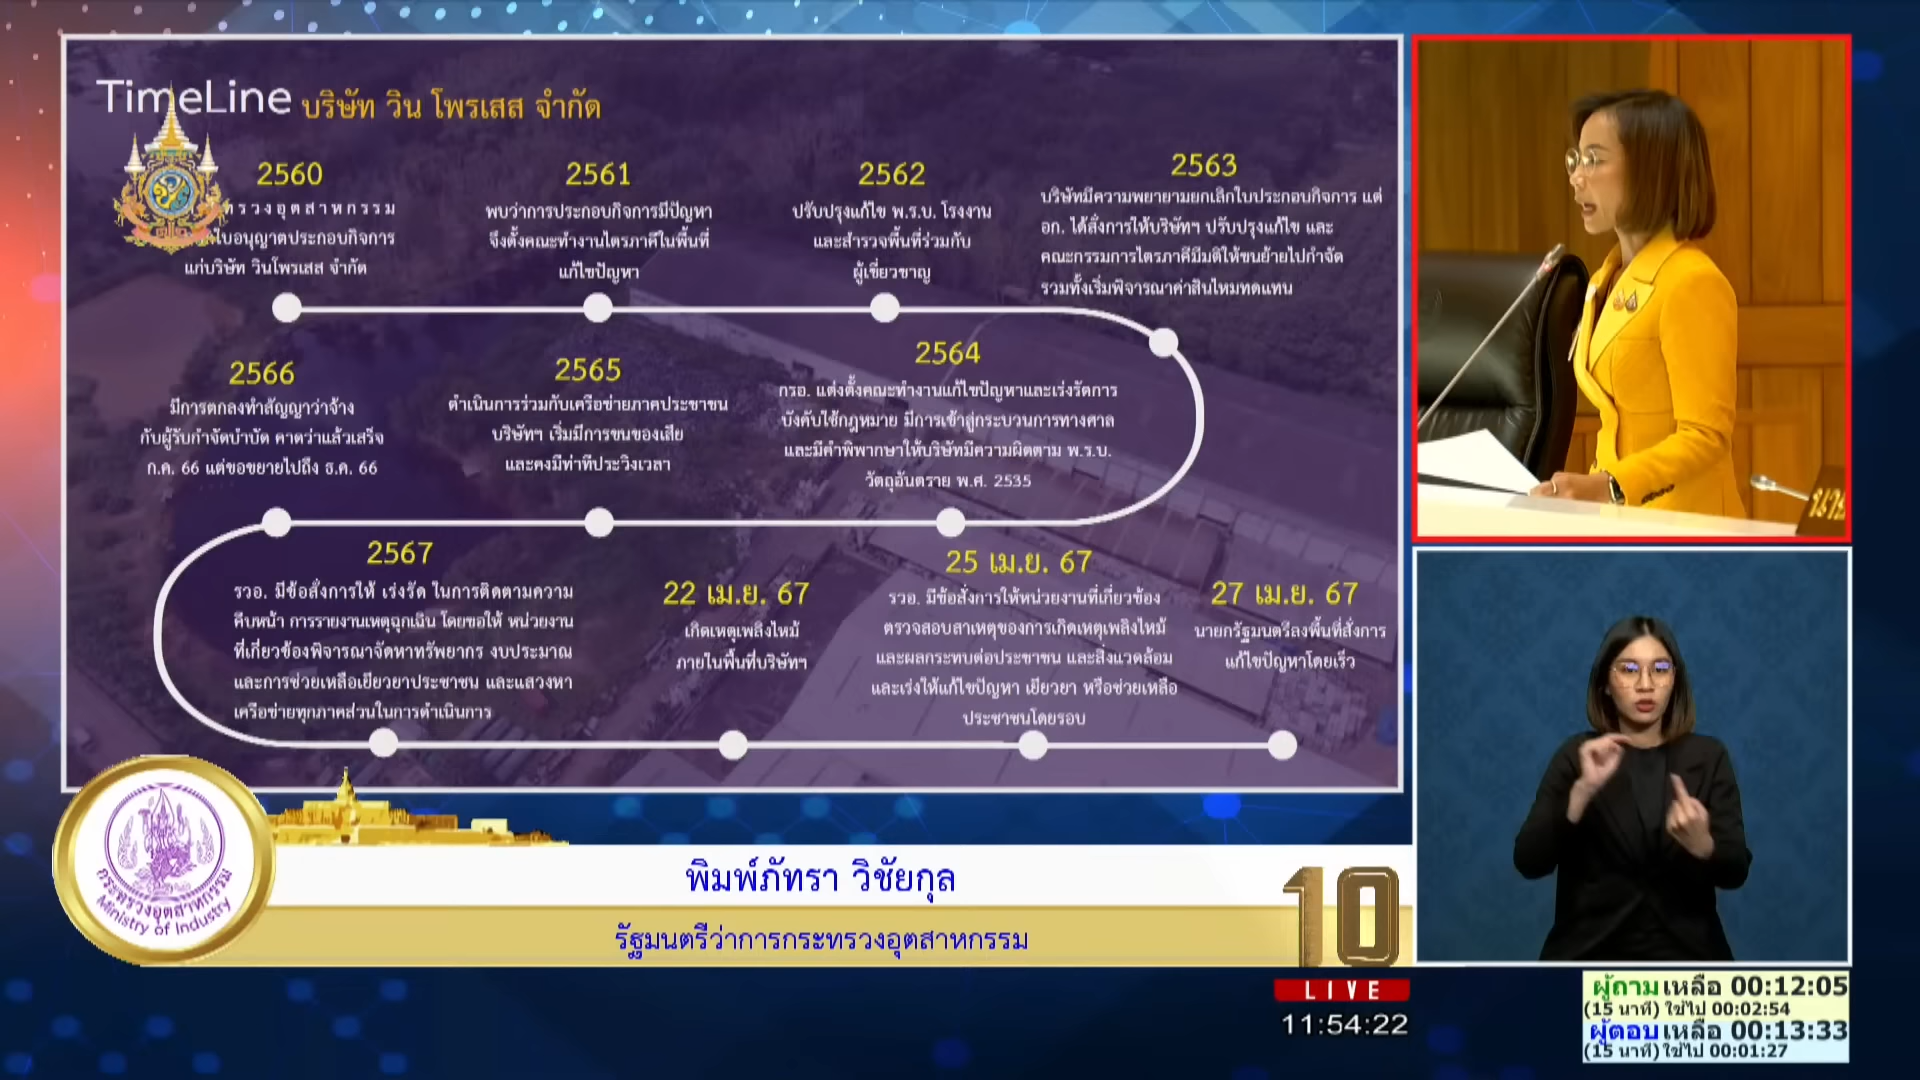 TimeLine บริษัท วิน โพรเสส จำกัด
2560
ทรวงอุตสาหกรรม
ใบอนุญาตประกอบกิจการ
แก่บริษัท วินโพรเสส จำกัด
2561
พบว่าการประกอบกิจการมีปัญหา
จึงตั้งคณะทำงานไตรภาคีในพื้นที่
แก้ไขปัญหา
2562
ปรับปรุงแก้ไข พ.ร.บ. โรงงาน
และสำรวจพื้นที่ร่วมกับ
ผู้เชี่ยวชาญ
2563
บริษัทมีความพยายามยกเลิกใบประกอบกิจการ แต่
อก. ได้สั่งการให้บริษัทฯ ปรับปรุงแก้ไข และ
คณะกรรมการไตรภาคีมีมติให้ขนย้ายไปกำจัด
รวมทั้งเริ่มพิจารณาค่าสินไหมทดแทน
2564
กรอ. แต่งตั้งคณะทำงานแก้ไขปัญหาและเร่งรัดการ
บังคับใช้กฎหมาย มีการเข้าสู่กระบวนการทางศาล
และมีคำพิพากษาให้บริษัทมีความผิดตาม พ.ร.บ.
วัตถุอันตราย พ.ศ. 2535
2565
ดำเนินการร่วมกับเครือข่ายภาคประชาชน
บริษัทฯ เริ่มมีการขนของเสีย
และคงมีท่าทีประวิงเวลา
2566
มีการตกลงทำสัญญาว่าจ้าง
กับผู้รับกำจัดบำบัด คาดว่าแล้วเสร็จ
ก.ค. 66 แต่ขอขยายไปถึง ธ.ค. 66
2567
รวอ. มีข้อสั่งการให้ เร่งรัด ในการติดตามความ
คืบหน้า การรายงานเหตุฉุกเฉิน โดยขอให้ หน่วยงาน
ที่เกี่ยวข้องพิจารณาจัดหาทรัพยากร งบประมาณ
และการช่วยเหลือเยียวยาประชาชน และแสวงหา
เครือข่ายทุกภาคส่วนในการดำเนินการ
22 เม.ย. 67
เกิดเหตุเพลิงไหม้
ภายในพื้นที่บริษัทฯ
25 เม.ย. 67
รวอ. มีข้อสั่งการให้หน่วยงานที่เกี่ยวข้อง
ตรวจสอบสาเหตุของการเกิดเหตุเพลิงไหม้
และผลกระทบต่อประชาชน และสิ่งแวดล้อม
และเร่งให้แก้ไขปัญหา เยียวยา หรือช่วยเหลือ
ประชาชนโดยรอบ
27 เม.ย. 67
นายกรัฐมนตรีลงพื้นที่สั่งการ
แก้ไขปัญหาโดยเร็ว
กระทรวงอุตสาหกรรม
Ministry of Industry
พิมพ์ภัทรา วิชัยกุล
รัฐมนตรีว่าการกระทรวงอุตสาหกรรม
10
LIVE
11:54:22
ผู้ถามเหลือ 00:12:05
(15 นาที) ใช้ไป 00:02:54
ผู้ตอบเหลือ 00:13:33
(15 นาที) ใช้ไป 00:01:27